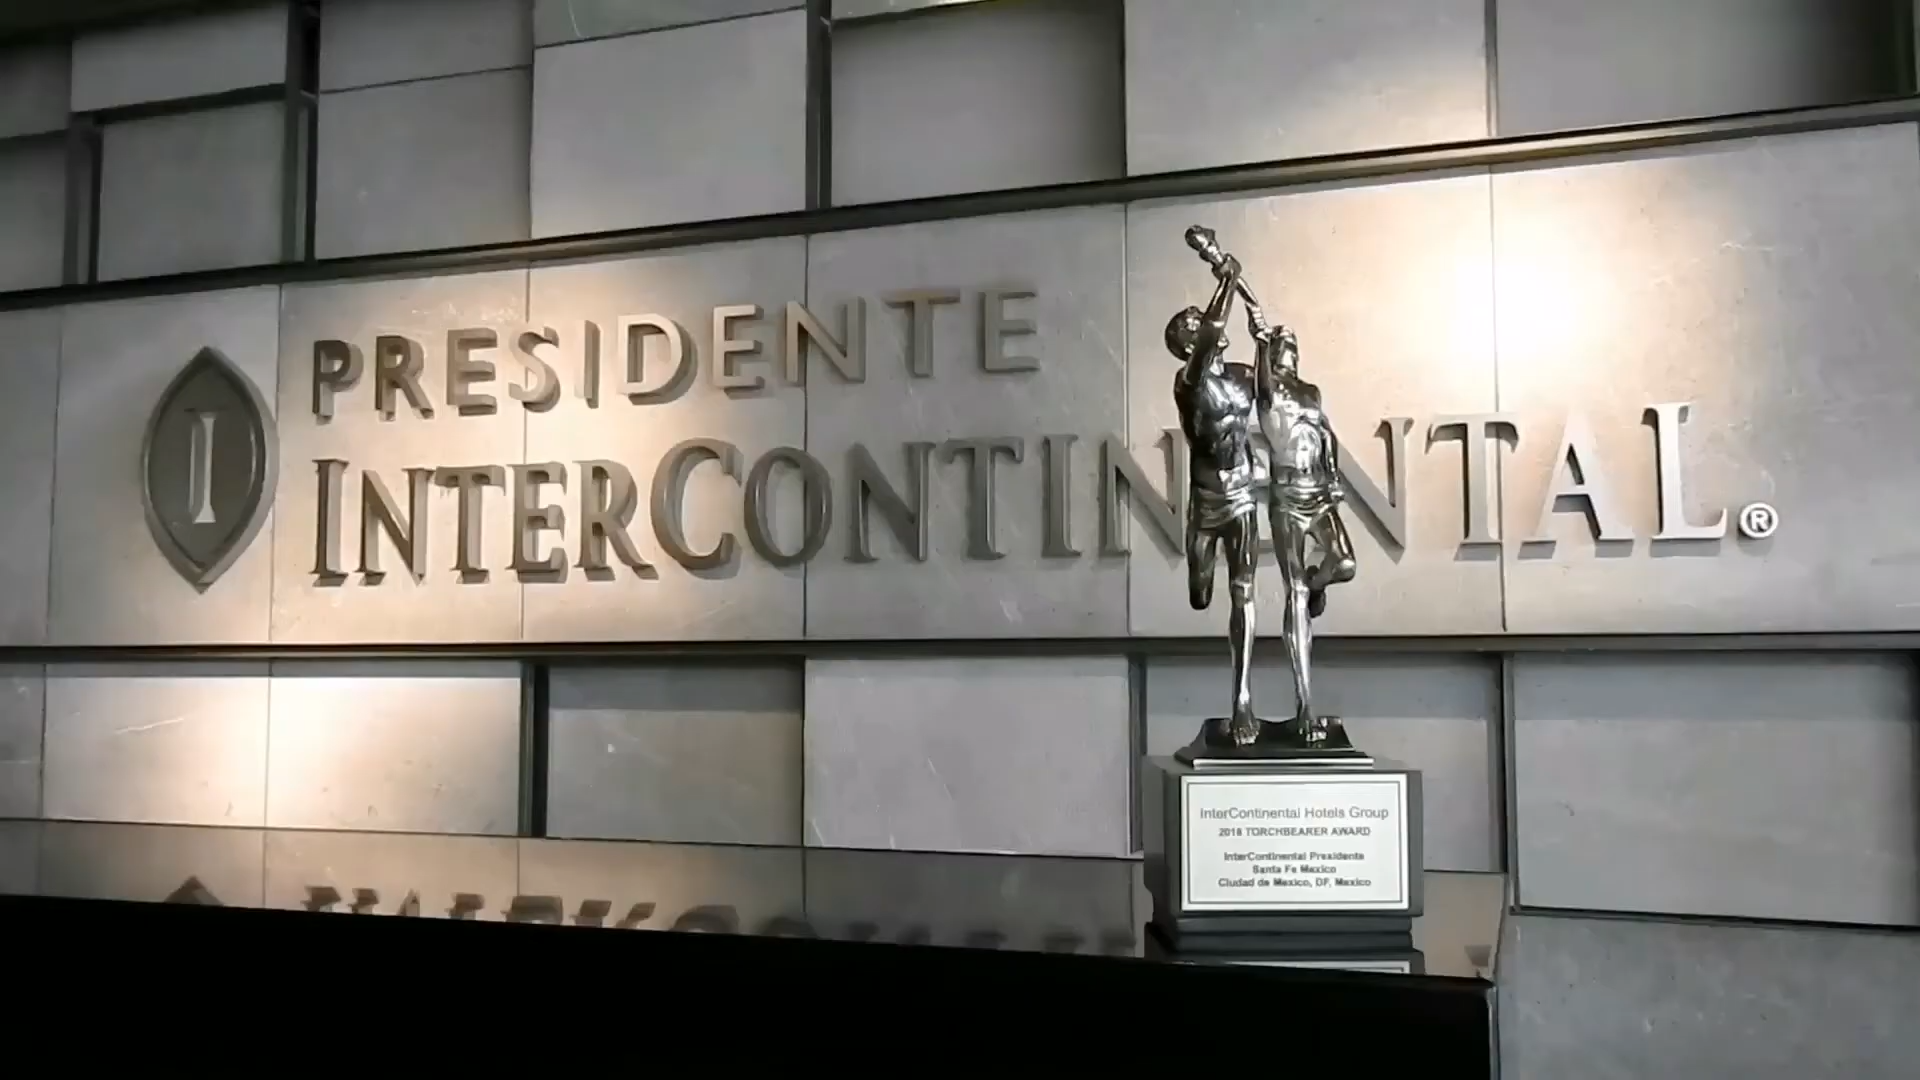 I
PRESIDENTE
INTERCONTINENTAL®
InterContinental Hotels Group
2018 TORCHBEARER AWARD
InterContinental Presidente
Santa Fe Mexico
Ciudad de Mexico, DF, Mexico